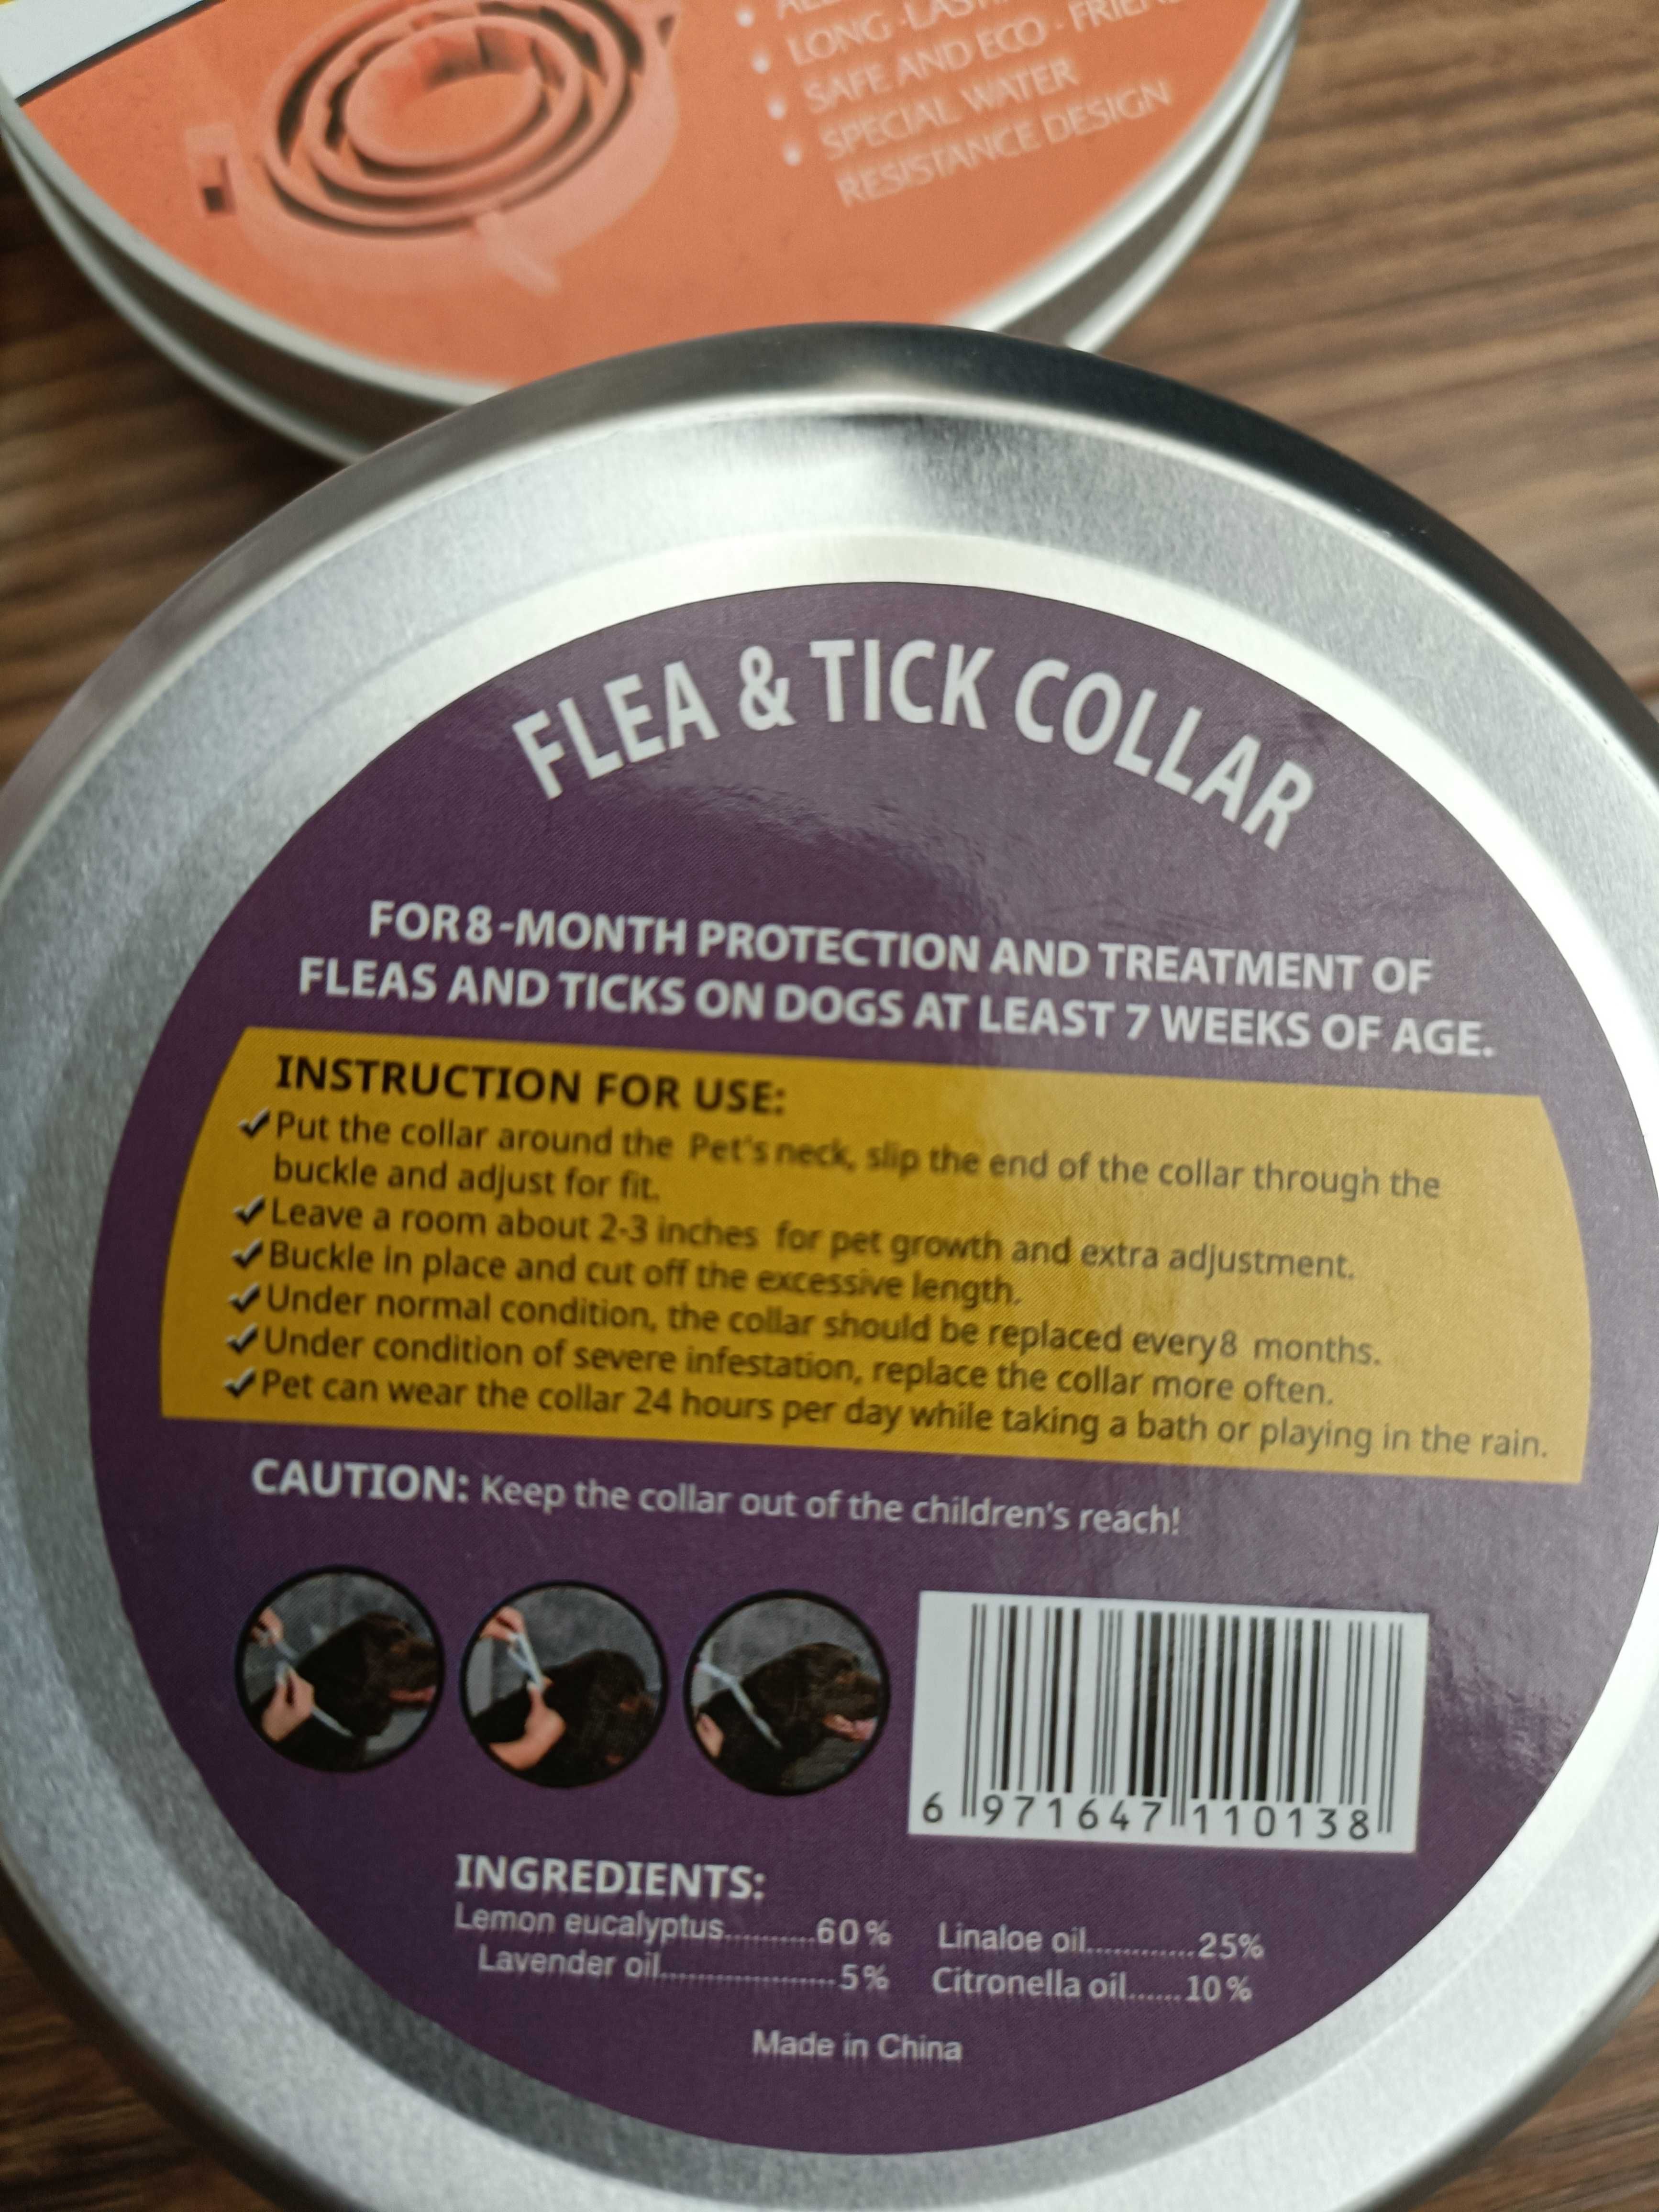 LONG-LAST
SAFE AND ECO-FRIEN
SPECIAL WATER
RESISTANCE DESIGN
FLEA & TICK COLLAR
FOR 8-MONTH PROTECTION AND TREATMENT OF
FLEAS AND TICKS ON DOGS AT LEAST 7 WEEKS OF AGE.
INSTRUCTION FOR USE:
✔Put the collar around the Pet's neck, slip the end of the collar through the
buckle and adjust for fit.
✔Leave a room about 2-3 inches for pet growth and extra adjustment.
✔Buckle in place and cut off the excessive length.
✔Under normal condition, the collar should be replaced every8 months.
✔Under condition of severe infestation, replace the collar more often.
✔Pet can wear the collar 24 hours per day while taking a bath or playing in the rain.
CAUTION: Keep the collar out of the children's reach!
6 971647 110138
INGREDIENTS:
Lemon eucalyptus..........60% Linaloe oil............25%
Lavender oil....................5% Citronella oil......10%
Made in China